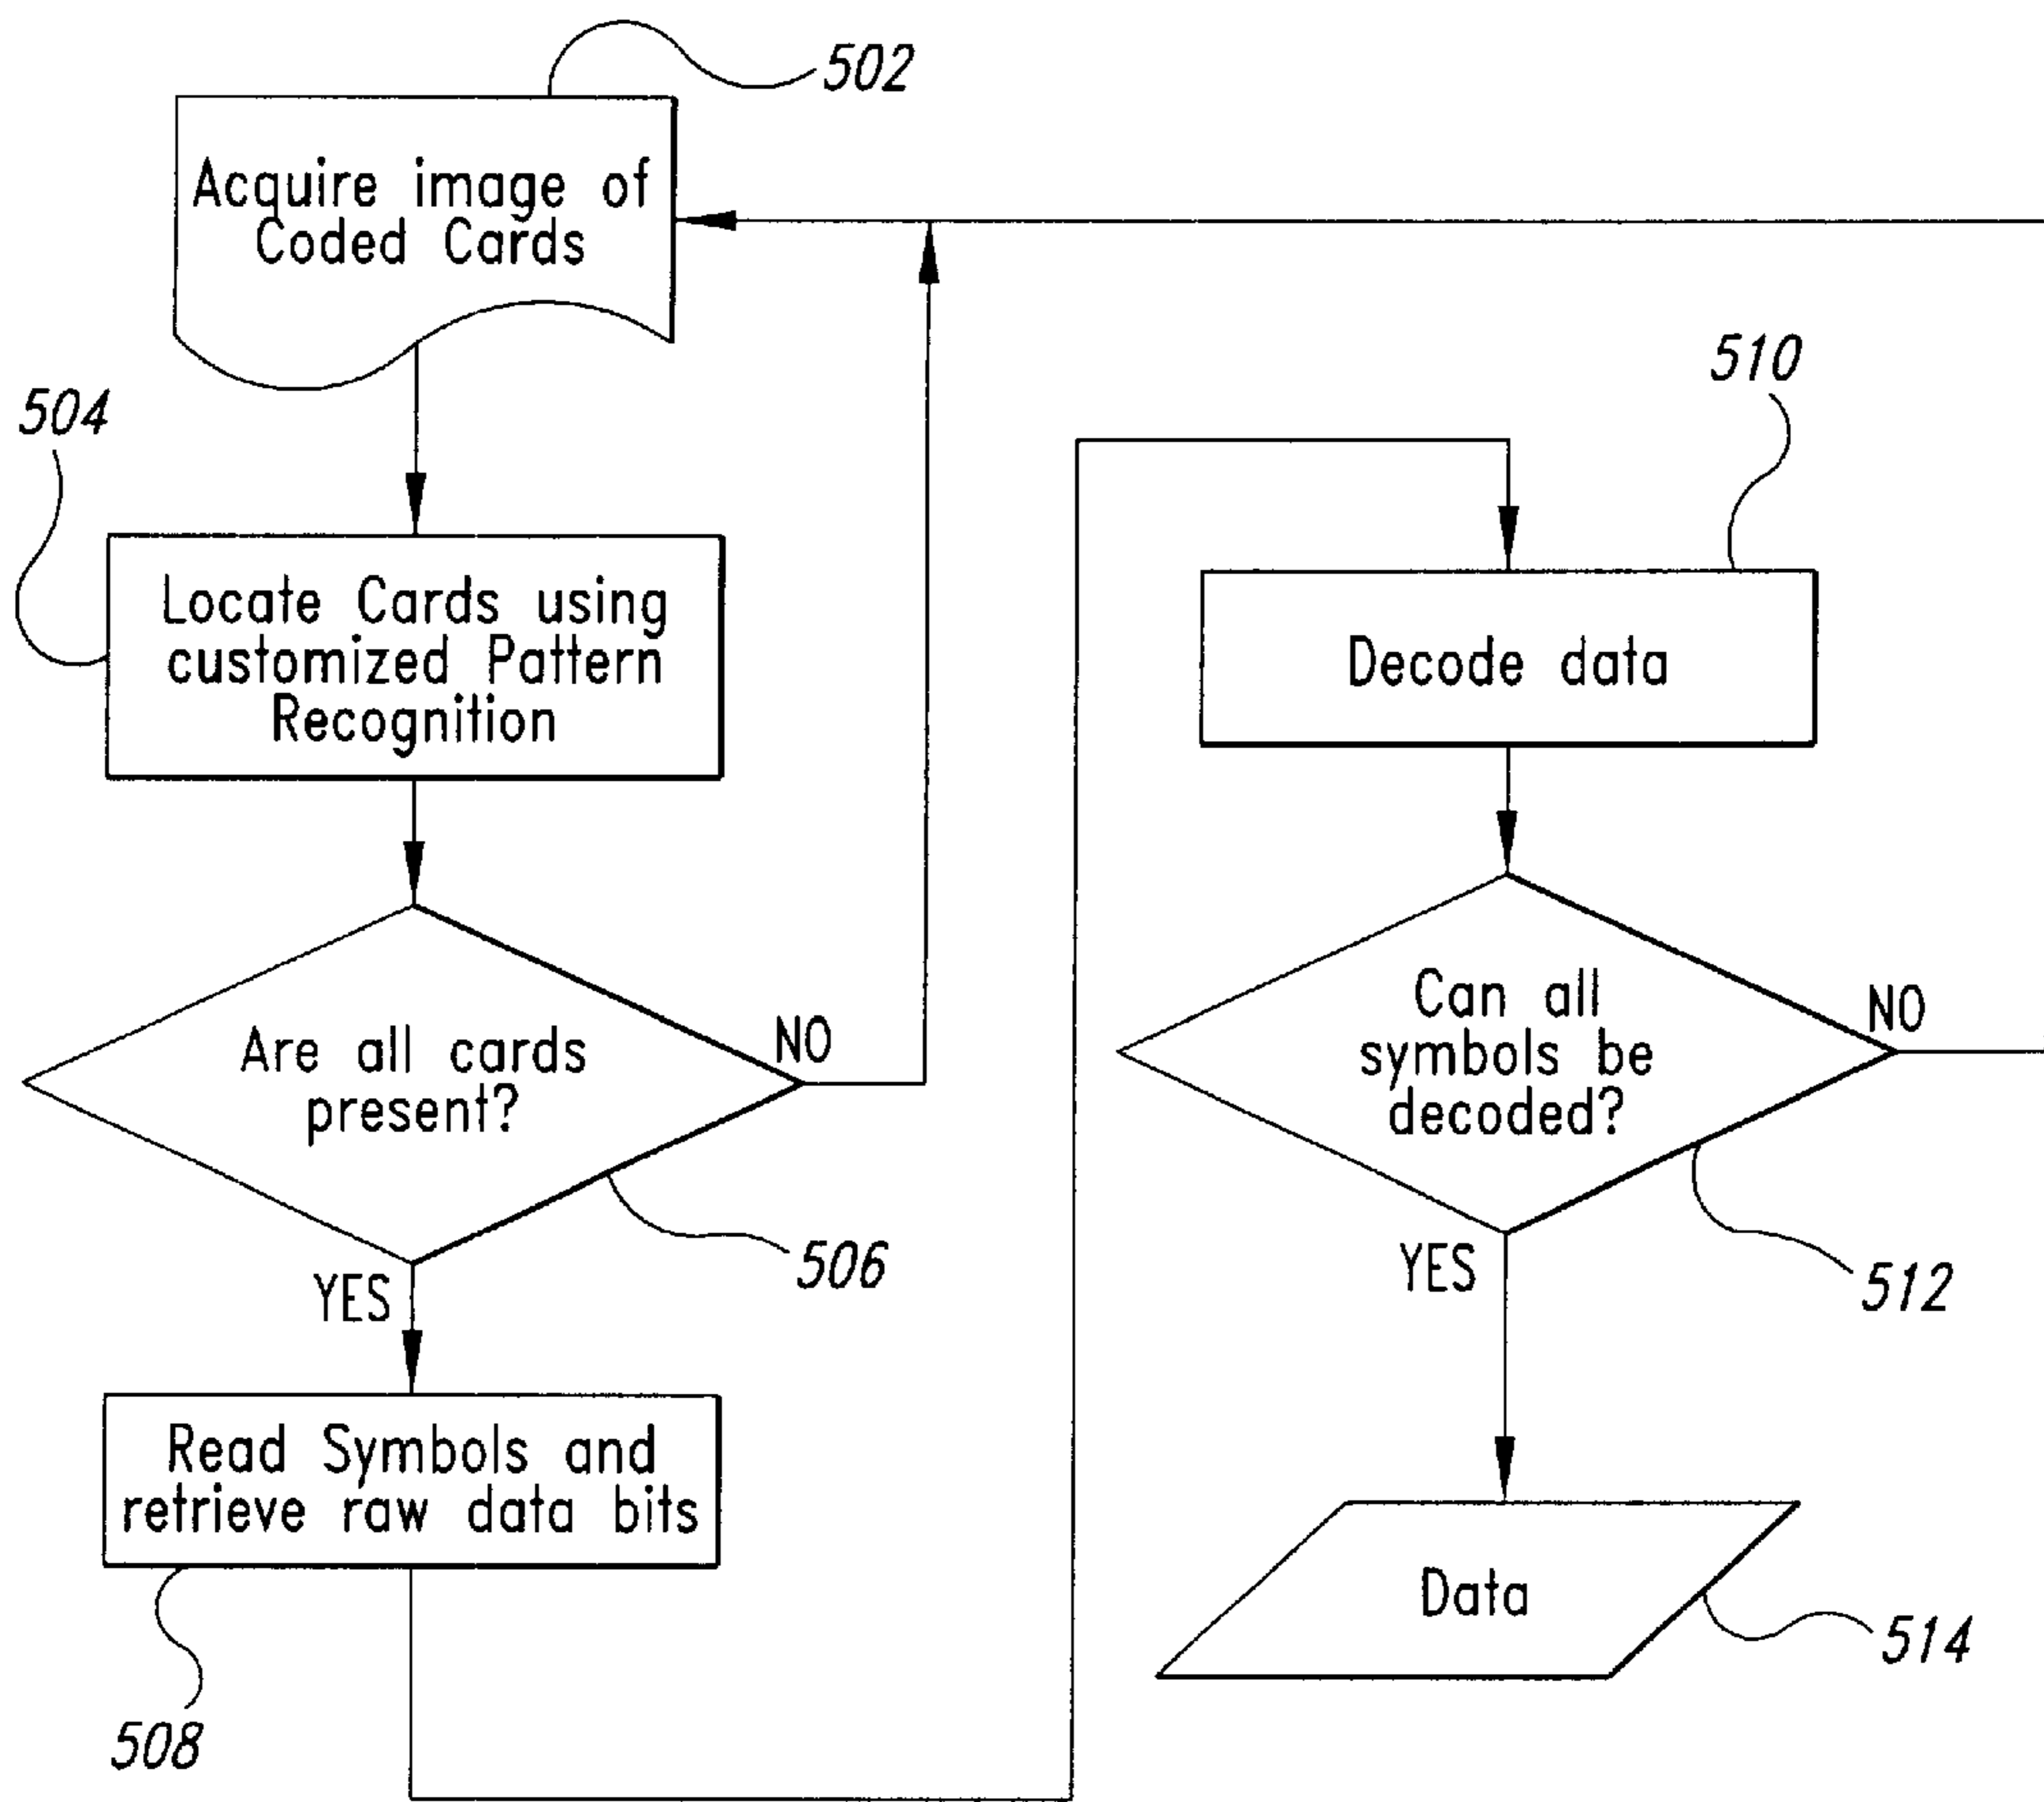 502
Acquire image of
Coded Cards
504
Locate Cards using
customized Pattern
Recognition
Are all cards
present?
NO
506
YES
Read Symbols and
retrieve raw data bits
508
510
Decode data
Can all
symbols be
decoded?
NO
512
YES
Data
514